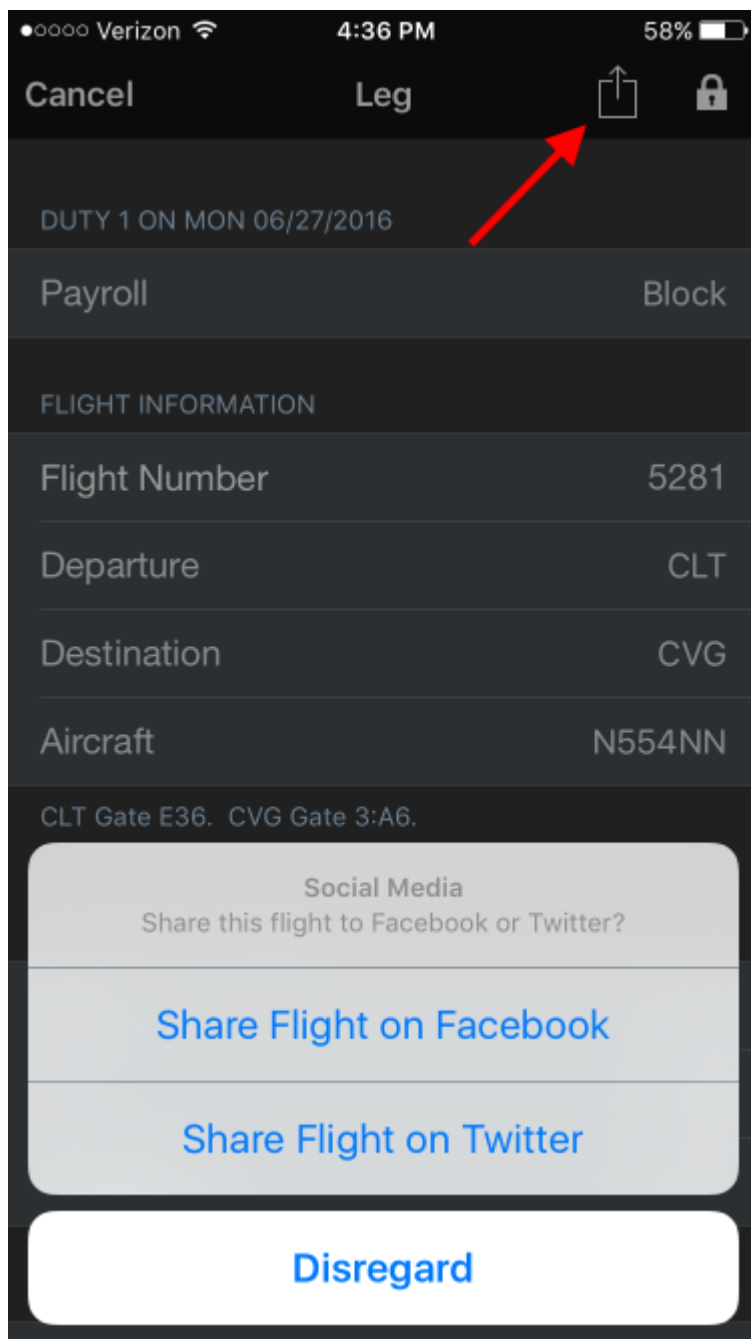 Verizon 4:36 PM 58%
Cancel Leg
DUTY 1 ON MON 06/27/2016
Payroll Block
FLIGHT INFORMATION
Flight Number 5281
Departure CLT
Destination CVG
Aircraft N554NN
CLT Gate E36. CVG Gate 3:A6.
Social Media
Share this flight to Facebook or Twitter?
Share Flight on Facebook
Share Flight on Twitter
Disregard